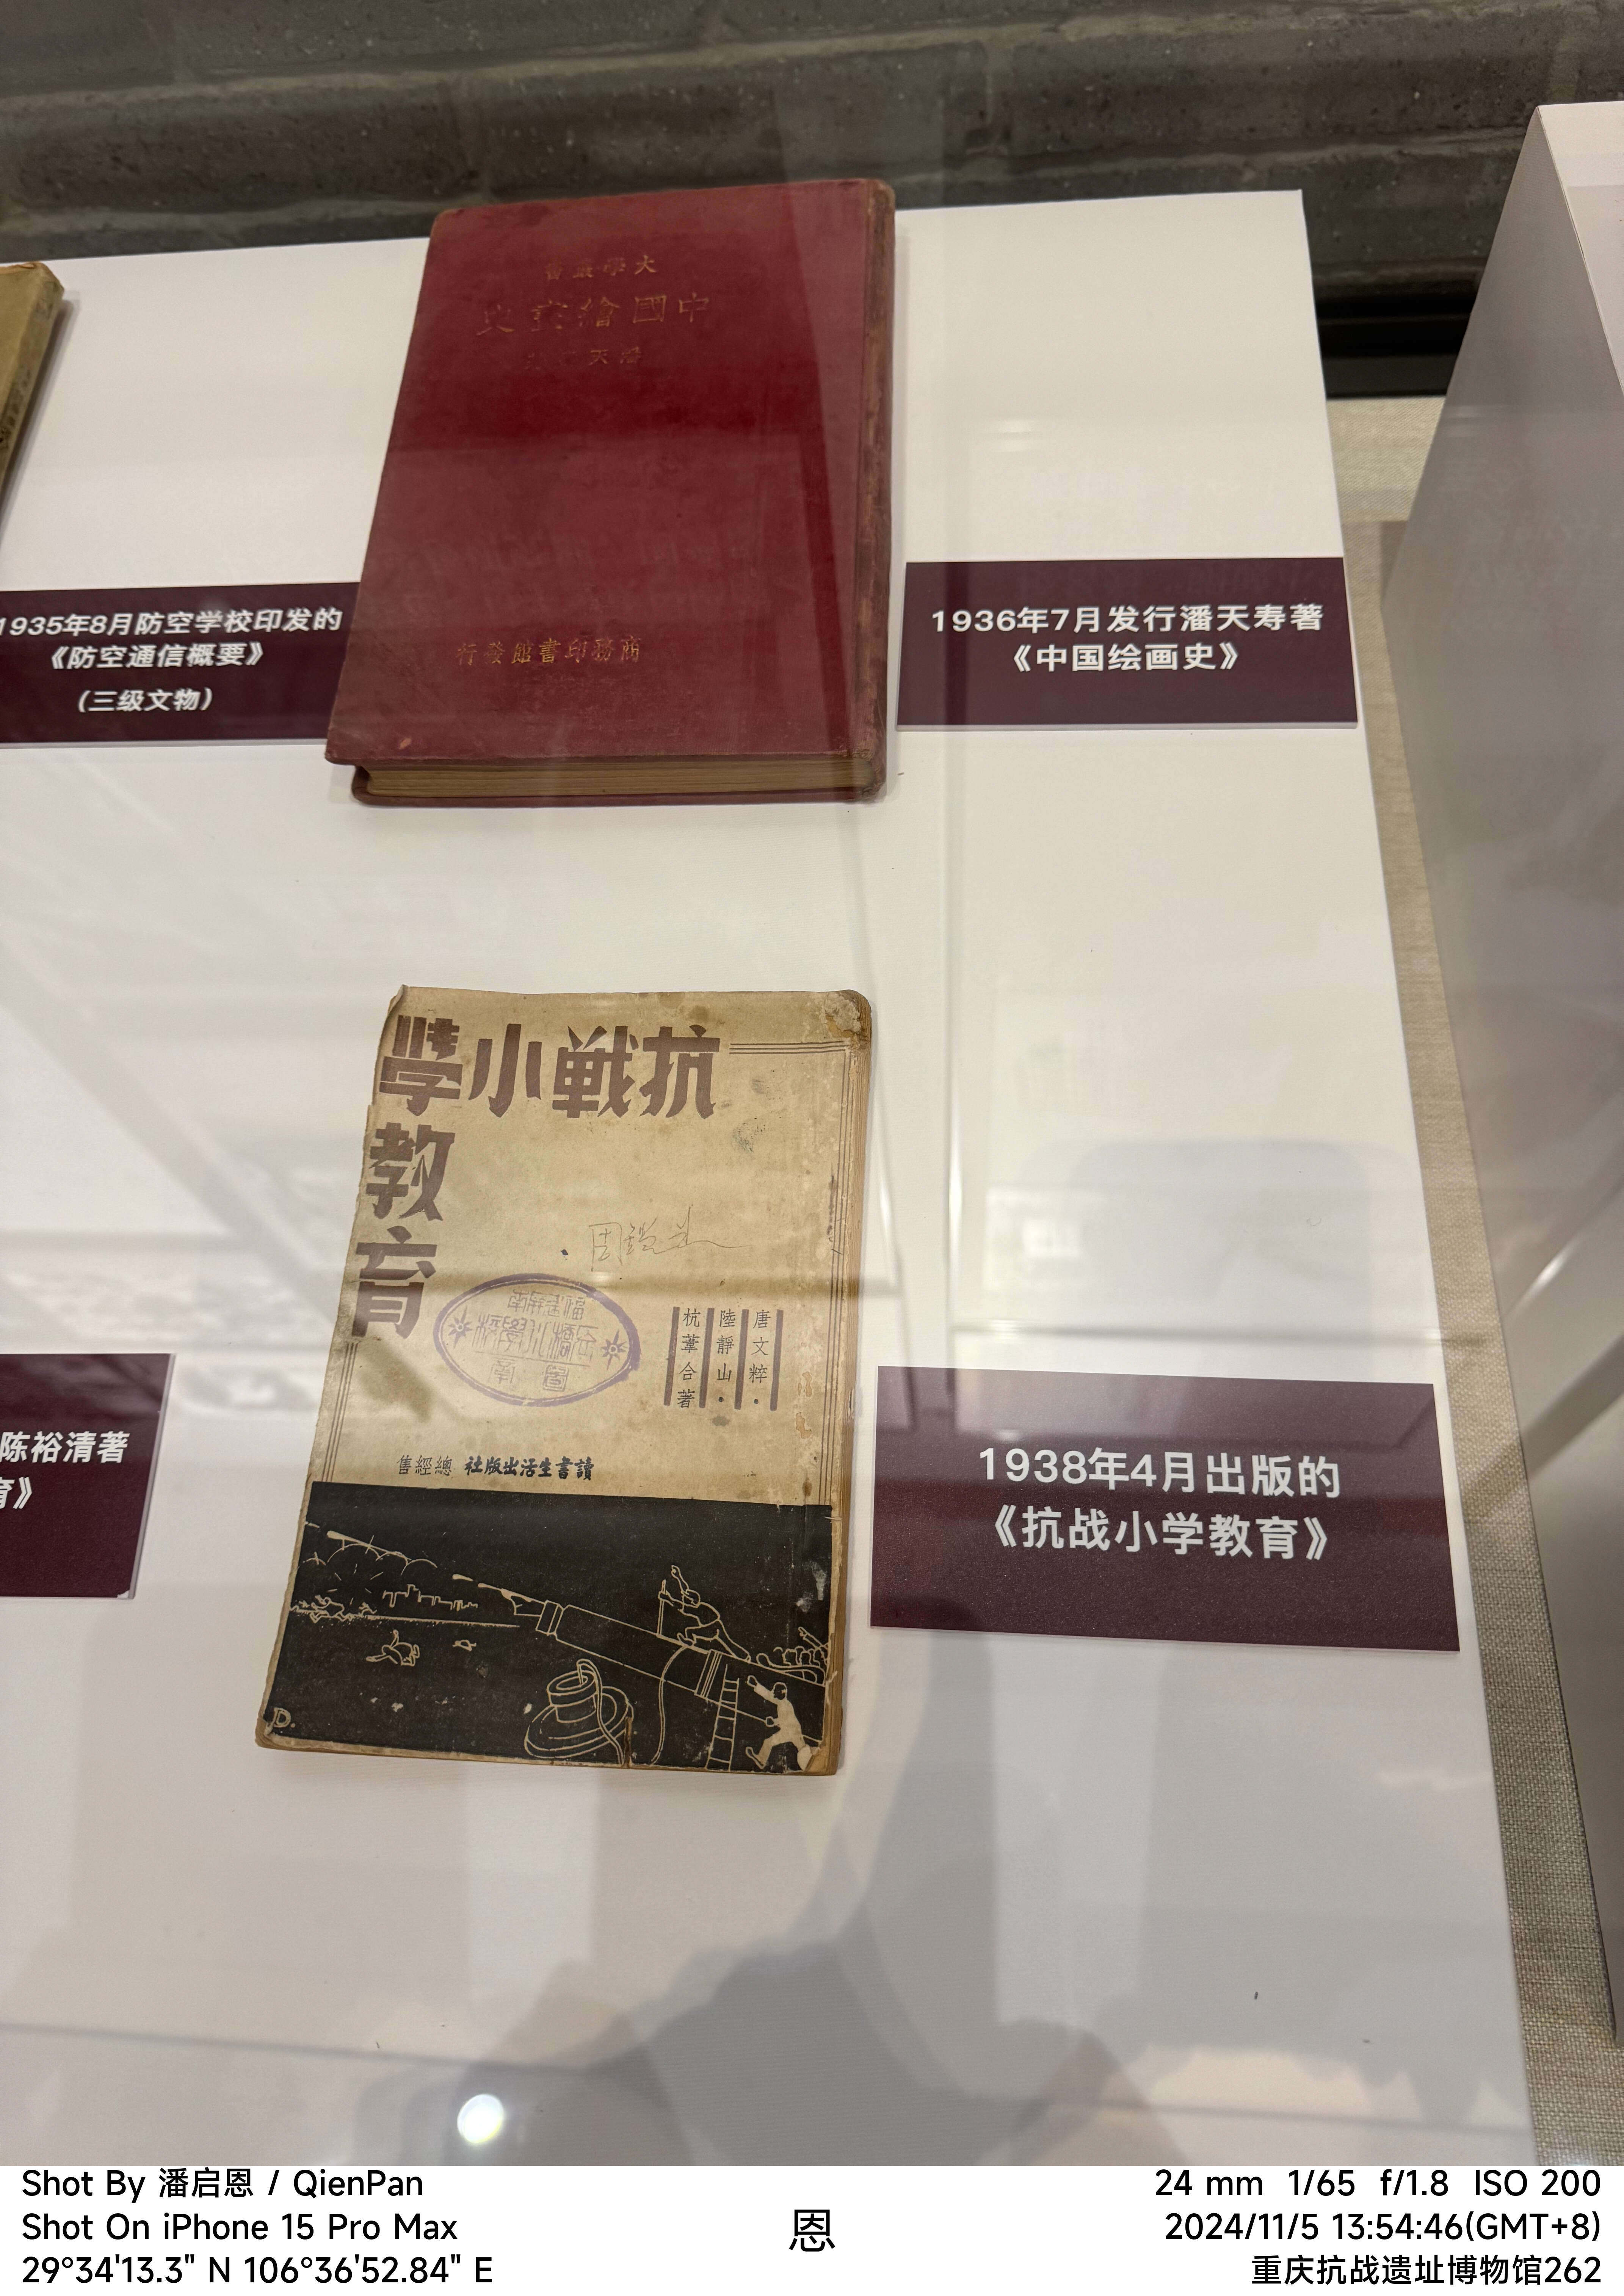 大學叢書
中國繪畫史
潘天
商務印書館發行
1935年8月防空学校印发的
《防空通信概要》
（三级文物）
1936年7月发行潘天寿著
《中国绘画史》
抗戰小學
教
育
唐文粹·
陸靜山·
杭葦合著
讀書生活出版社 總經售
D.
陈裕清著
育》
1938年4月出版的
《抗战小学教育》
Shot By 潘启恩 / QienPan
Shot On iPhone 15 Pro Max
29°34'13.3" N 106°36'52.84" E
恩
24 mm 1/65 f/1.8 ISO 200
2024/11/5 13:54:46(GMT+8)
重庆抗战遗址博物馆262